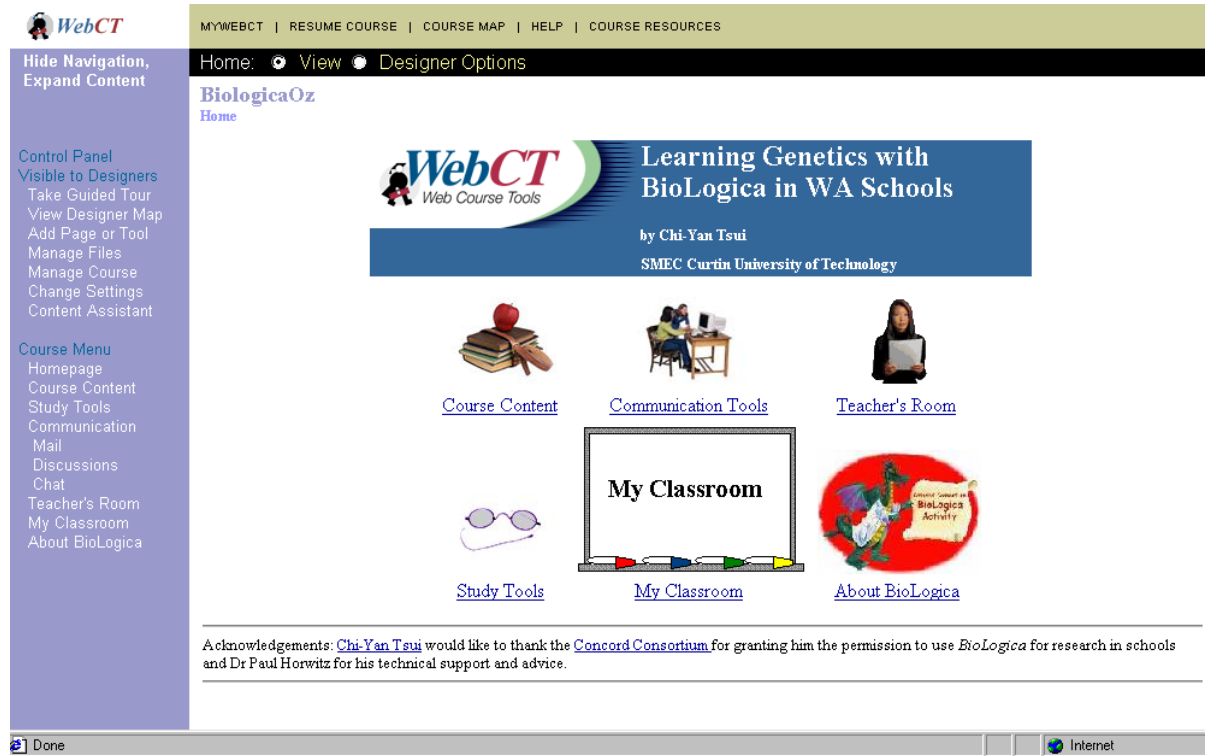 WebCT
MYWEBCT | RESUME COURSE | COURSE MAP | HELP | COURSE RESOURCES
Hide Navigation,
Expand Content
Home: View Designer Options
BiologicaOz
Home
Control Panel
Visible to Designers
Take Guided Tour
View Designer Map
Add Page or Tool
Manage Files
Manage Course
Change Settings
Content Assistant
Course Menu
Homepage
Course Content
Study Tools
Communication
Mail
Discussions
Chat
Teacher's Room
My Classroom
About BioLogica
WebCT
Web Course Tools
Learning Genetics with
BioLogica in WA Schools
by Chi-Yan Tsui
SMEC Curtin University of Technology
Course Content
Communication Tools
Teacher's Room
My Classroom
BioLogica
Activity
Study Tools
My Classroom
About BioLogica
Acknowledgements: Chi-Yan Tsui would like to thank the Concord Consortium for granting him the permission to use BioLogica for research in schools
and Dr Paul Horwitz for his technical support and advice.
Done
Internet